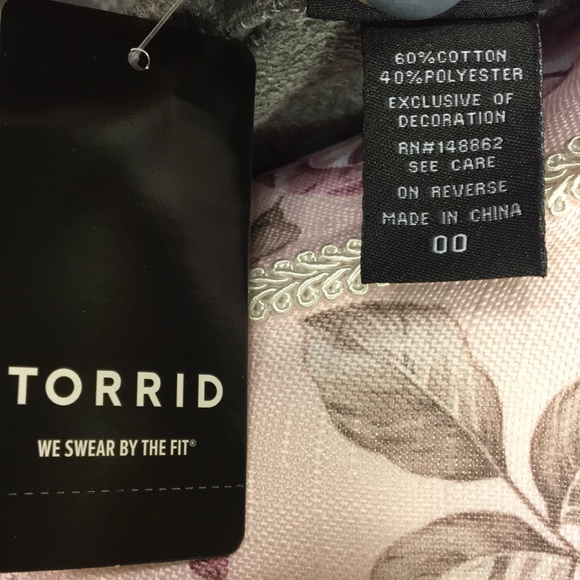 TORRID
WE SWEAR BY THE FIT®
60%COTTON
40%POLYESTER
EXCLUSIVE OF
DECORATION
RN#148862
SEE CARE
ON REVERSE
MADE IN CHINA
00